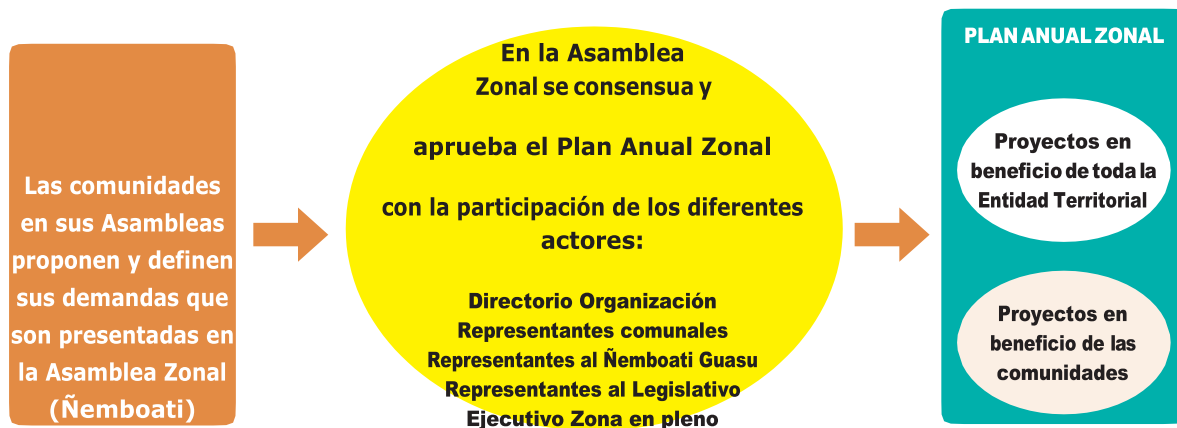 Las comunidades
en sus Asambleas
proponen y definen
sus demandas que
son presentadas en
la Asamblea Zonal
(Ñemboati)
En la Asamblea
Zonal se consensua y
aprueba el Plan Anual Zonal
con la participación de los diferentes
actores:
Directorio Organización
Representantes comunales
Representantes al Ñemboati Guasu
Representantes al Legislativo
Ejecutivo Zona en pleno
PLAN ANUAL ZONAL
Proyectos en
beneficio de toda la
Entidad Territorial
Proyectos en
beneficio de las
comunidades